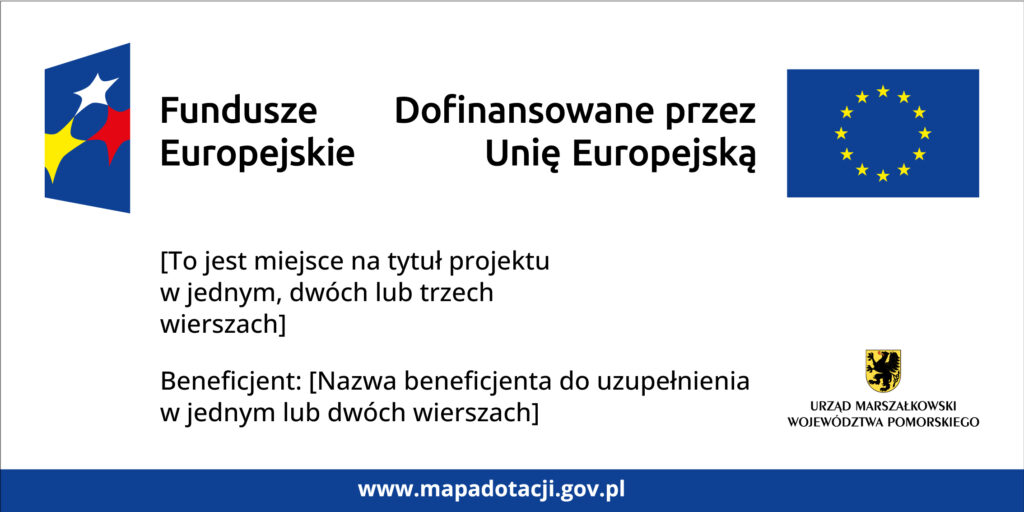 Fundusze
Europejskie
Dofinansowane przez
Unię Europejską
[To jest miejsce na tytuł projektu
w jednym, dwóch lub trzech
wierszach]
Beneficjent: [Nazwa beneficjenta do uzupełnienia
w jednym lub dwóch wierszach]
URZĄD MARSZAŁKOWSKI
WOJEWÓDZTWA POMORSKIEGO
www.mapadotacji.gov.pl